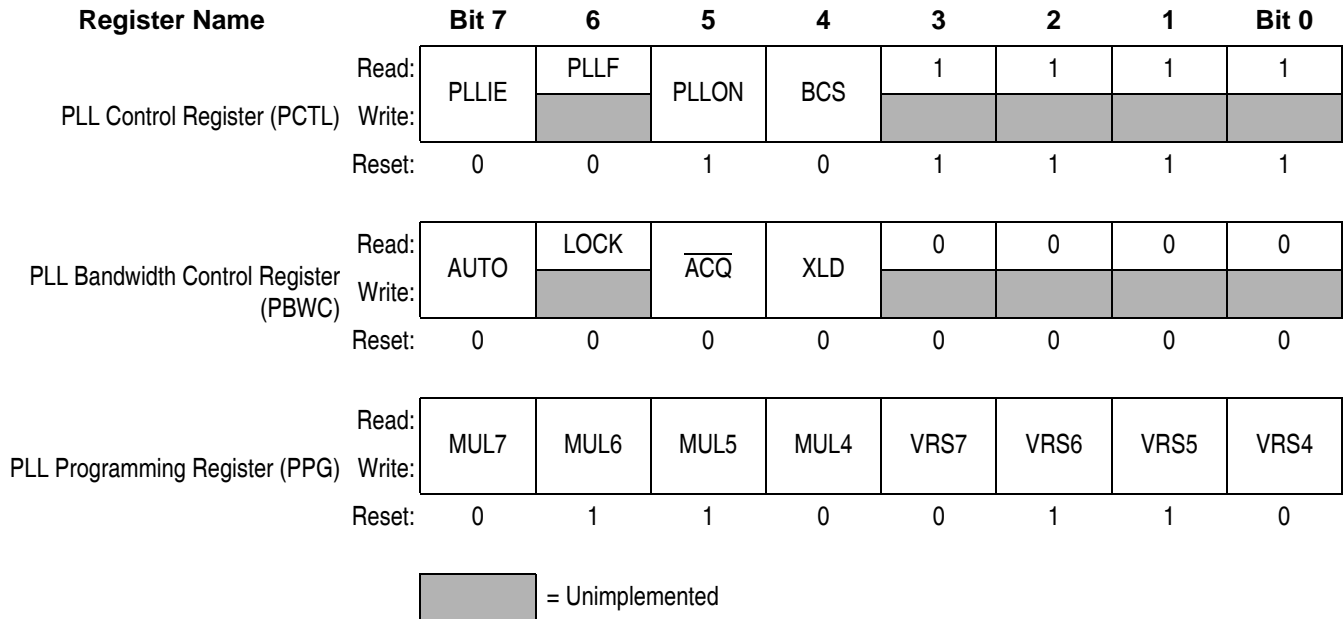 Register Name Bit 7 6 5 4 3 2 1 Bit 0
Read: PLLIE PLLF PLLON BCS 1 1 1 1
PLL Control Register (PCTL) Write:
Reset: 0 0 1 0 1 1 1 1
Read: AUTO LOCK A̅C̅Q̅ XLD 0 0 0 0
PLL Bandwidth Control Register
(PBWC) Write:
Reset: 0 0 0 0 0 0 0 0
Read: MUL7 MUL6 MUL5 MUL4 VRS7 VRS6 VRS5 VRS4
PLL Programming Register (PPG) Write:
Reset: 0 1 1 0 0 1 1 0
= Unimplemented